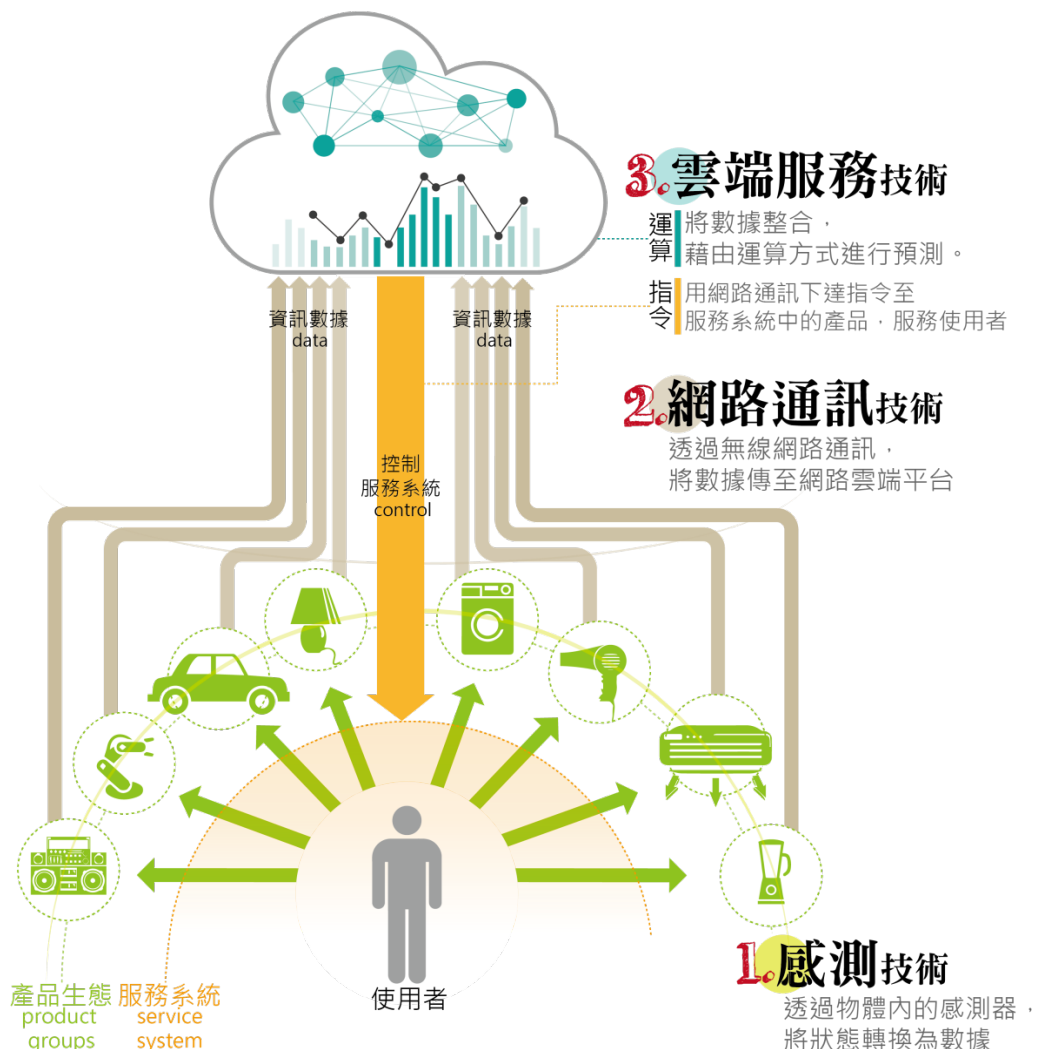 3.雲端服務技術
運算
將數據整合，
藉由運算方式進行預測。
指令
用網路通訊下達指令至
服務系統中的產品，服務使用者
資訊數據
data
資訊數據
data
2.網路通訊技術
透過無線網路通訊，
將數據傳至網路雲端平台
控制
服務系統
control
1.感測技術
透過物體內的感測器，
將狀態轉換為數據
使用者
產品生態
product
groups
服務系統
service
system